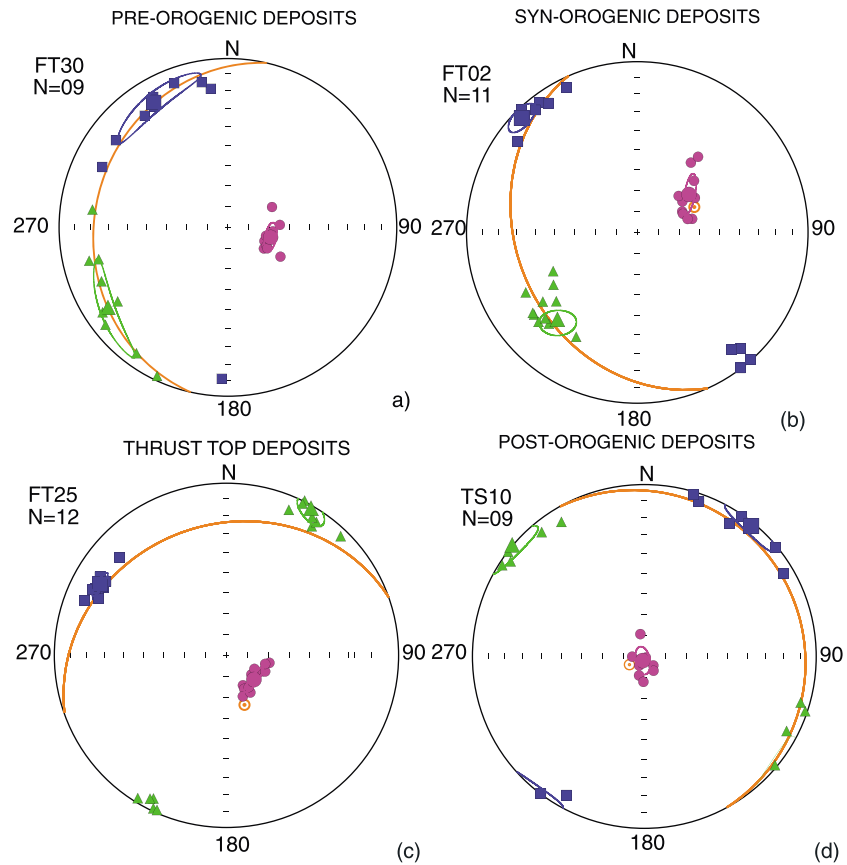 PRE-OROGENIC DEPOSITS
FT30
N=09
N
270
90
180
a)
SYN-OROGENIC DEPOSITS
FT02
N=11
N
270
90
180
(b)
THRUST TOP DEPOSITS
FT25
N=12
N
270
90
180
(c)
POST-OROGENIC DEPOSITS
TS10
N=09
N
270
90
180
(d)